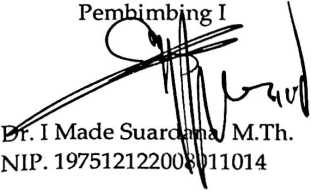 Pembimbing I
Dr. I Made Suardana, M.Th.
NIP. 197512122008011014